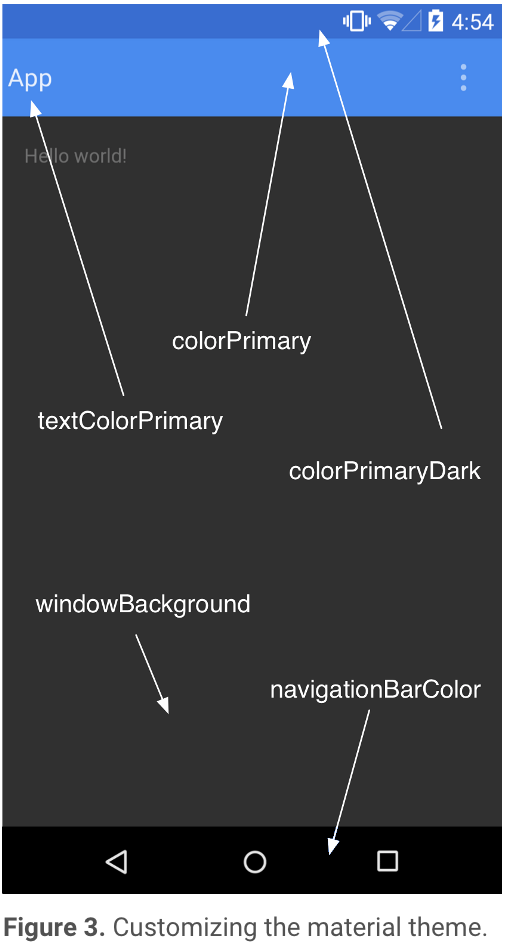 4:54
App
Hello world!
colorPrimary
textColorPrimary
colorPrimaryDark
windowBackground
navigationBarColor
Figure 3. Customizing the material theme.